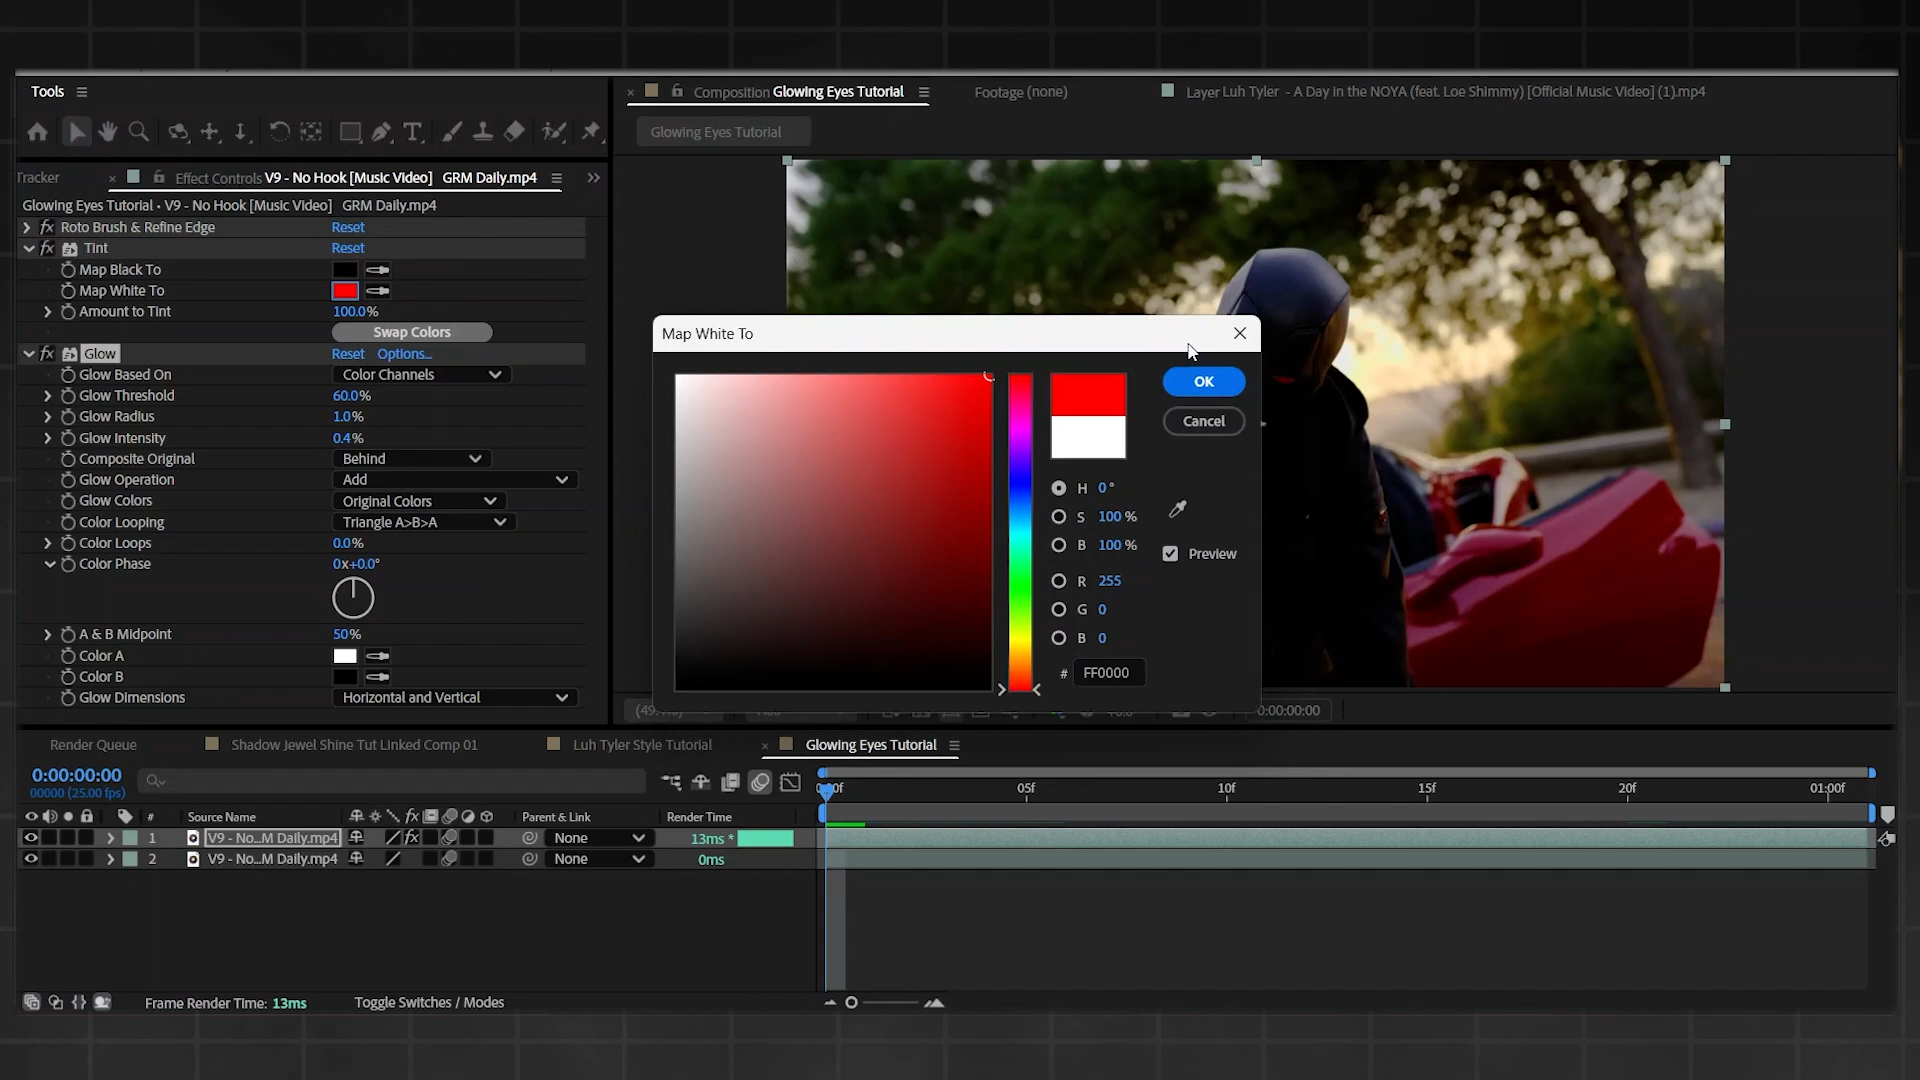 Tools
Composition Glowing Eyes Tutorial
Footage (none)
Layer Luh Tyler - A Day in the NOYA (feat. Loe Shimmy) [Official Music Video] (1).mp4
Glowing Eyes Tutorial
Tracker
Effect Controls V9 - No Hook [Music Video] GRM Daily.mp4
Glowing Eyes Tutorial • V9 - No Hook [Music Video] GRM Daily.mp4
fx Roto Brush & Refine Edge Reset
fx Tint Reset
Map Black To
Map White To
Amount to Tint 100.0%
Swap Colors
fx Glow Reset Options...
Glow Based On Color Channels
Glow Threshold 60.0%
Glow Radius 1.0%
Glow Intensity 0.4%
Composite Original Behind
Glow Operation Add
Glow Colors Original Colors
Color Looping Triangle A>B>A
Color Loops 0.0%
Color Phase 0x+0.0°
A & B Midpoint 50%
Color A
Color B
Glow Dimensions Horizontal and Vertical
Map White To
OK
Cancel
H 0°
S 100 %
B 100 %
Preview
R 255
G 0
B 0
# FF0000
0:00:00:00
Render Queue
Shadow Jewel Shine Tut Linked Comp 01
Luh Tyler Style Tutorial
Glowing Eyes Tutorial
0:00:00:00
00000 (25.00 fps)
05f 10f 15f 20f 01:00f
# Source Name fx Parent & Link Render Time
1 V9 - No...M Daily.mp4 fx None 13ms *
2 V9 - No...M Daily.mp4 None 0ms
Frame Render Time: 13ms
Toggle Switches / Modes